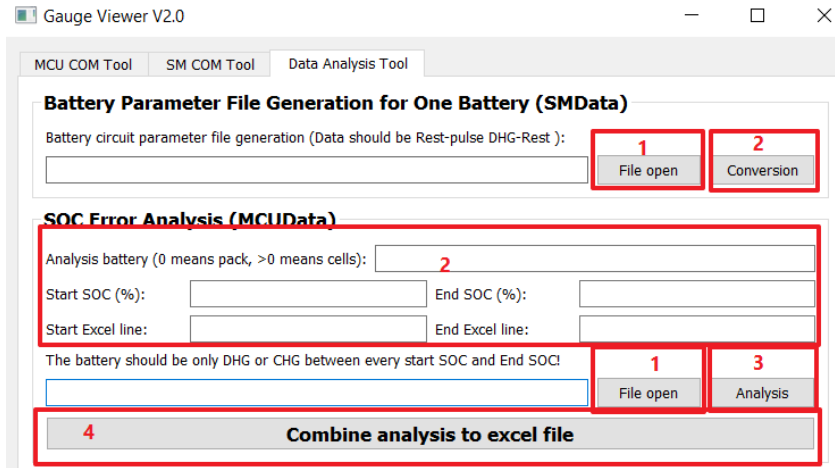 Gauge Viewer V2.0
MCU COM Tool SM COM Tool Data Analysis Tool
Battery Parameter File Generation for One Battery (SMData)
Battery circuit parameter file generation (Data should be Rest-pulse DHG-Rest ):
1 2
File open Conversion
SOC Error Analysis (MCUData)
Analysis battery (0 means pack, >0 means cells): 2
Start SOC (%): End SOC (%):
Start Excel line: End Excel line:
The battery should be only DHG or CHG between every start SOC and End SOC!
1 3
File open Analysis
4 Combine analysis to excel file